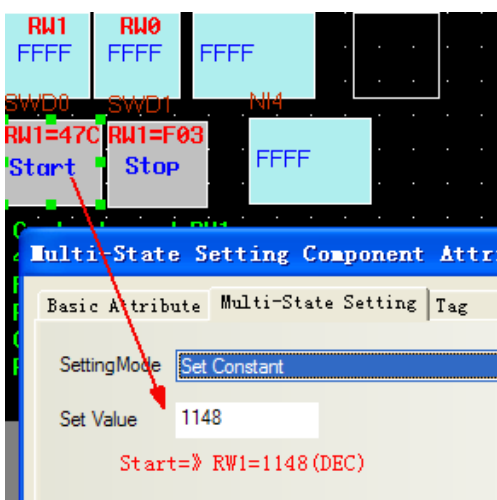 RW1 RW0
FFFF FFFF FFFF
SWD0 SWD1 NI4
RW1=47C RW1=F03
Start Stop FFFF
Multi-State Setting Component Attri
Basic Attribute Multi-State Setting Tag
SettingMode Set Constant
Set Value 1148
Start=》 RW1=1148(DEC)